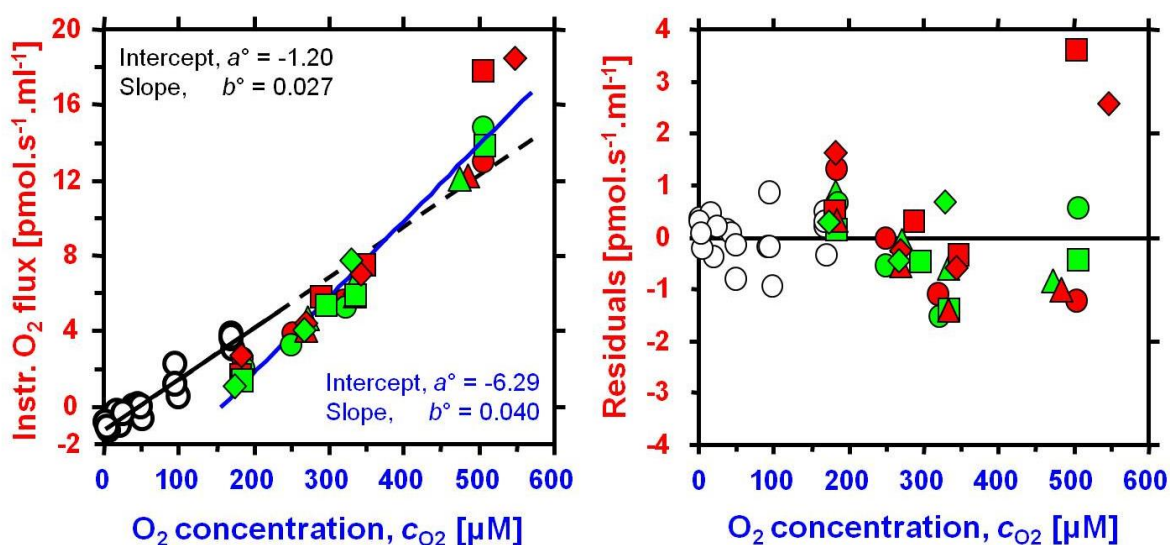 Instr. O₂ flux [pmol.s⁻¹.ml⁻¹]
20
16
12
8
4
0
-2
-4
Intercept, a° = -1.20
Slope, b° = 0.027
Intercept, a° = -6.29
Slope, b° = 0.040
0 100 200 300 400 500 600
O₂ concentration, cO₂ [µM]
Residuals [pmol.s⁻¹.ml⁻¹]
4
3
2
1
0
-1
-2
-3
-4
0 100 200 300 400 500 600
O₂ concentration, cO₂ [µM]